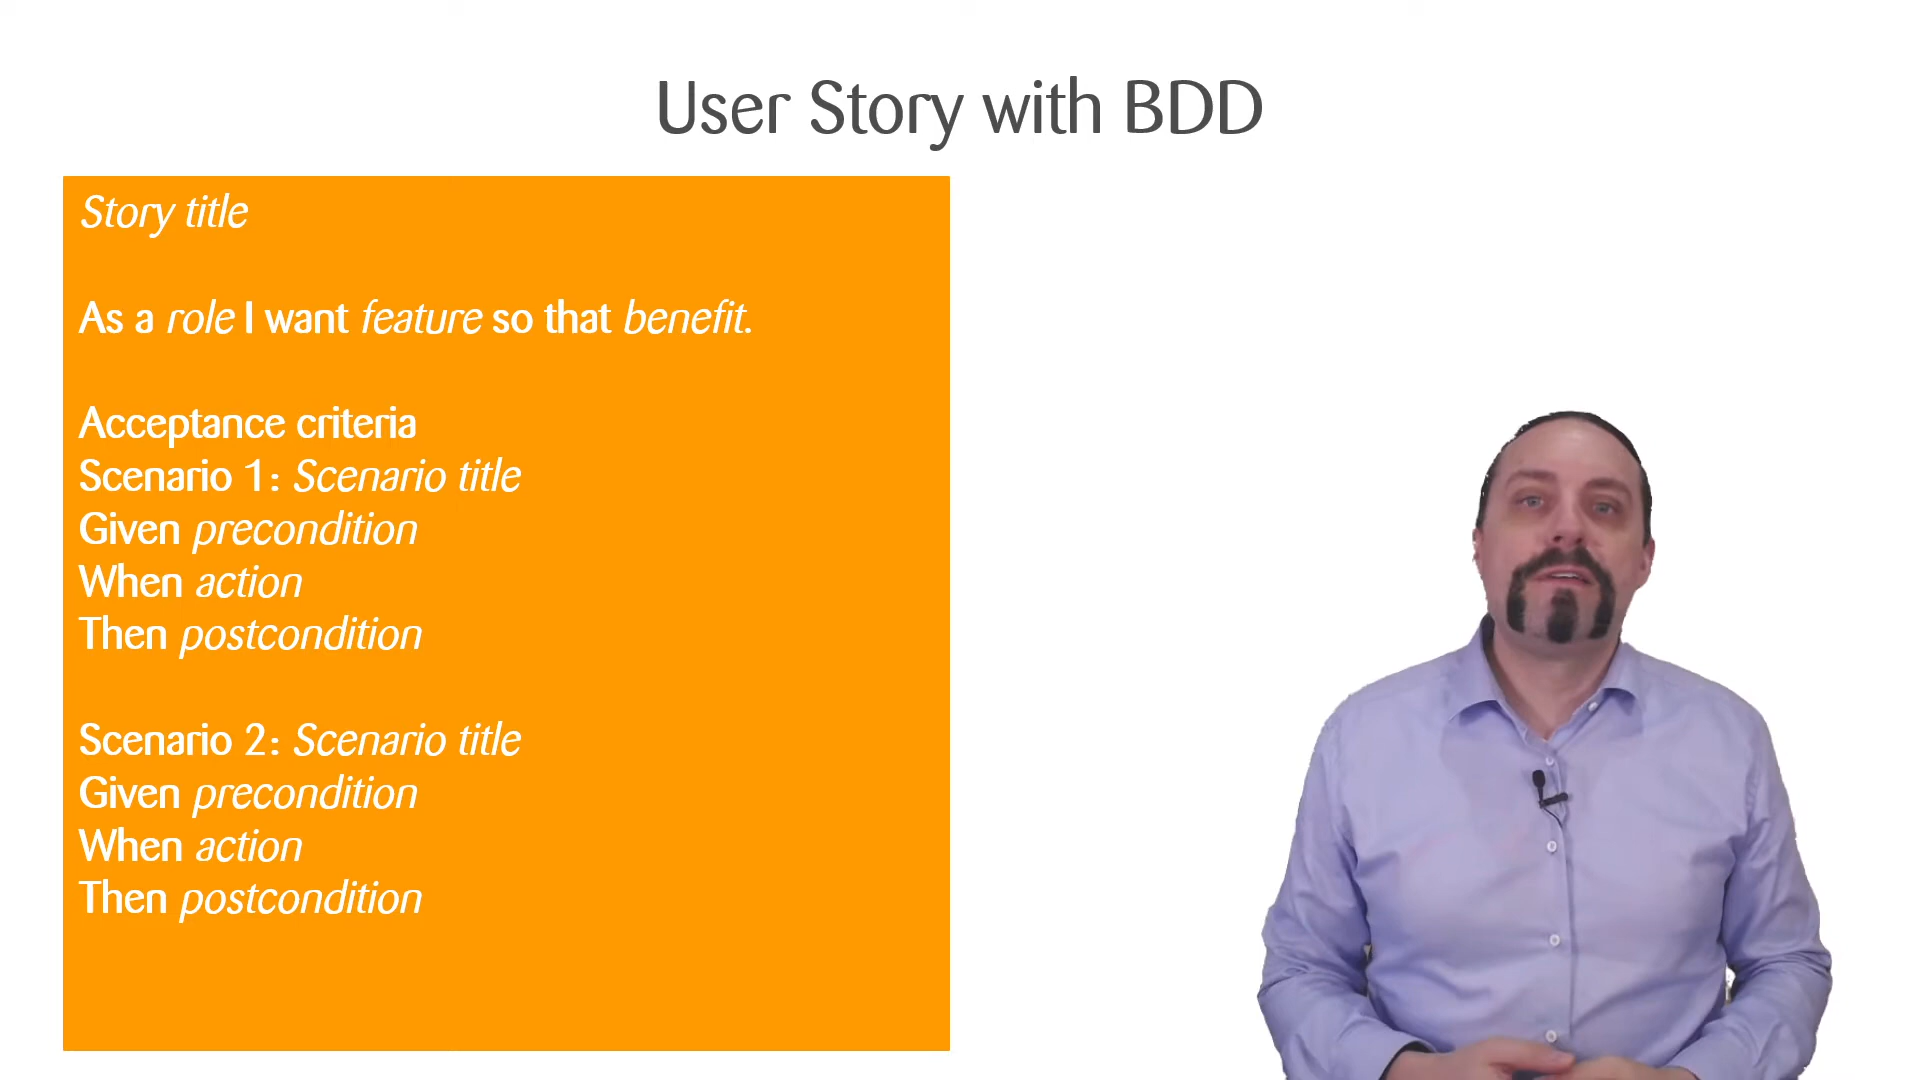 User Story with BDD
Story title
As a role I want feature so that benefit.
Acceptance criteria
Scenario 1: Scenario title
Given precondition
When action
Then postcondition
Scenario 2: Scenario title
Given precondition
When action
Then postcondition